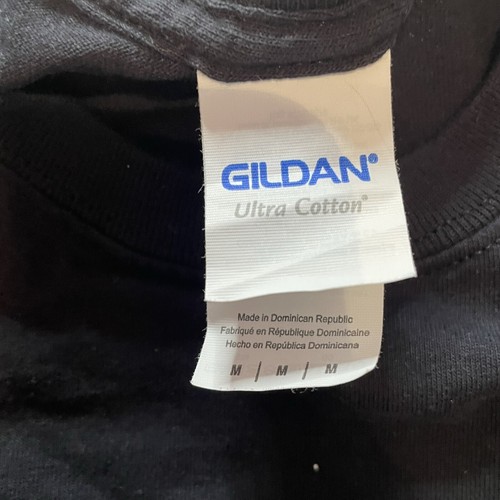 GILDAN®
Ultra Cotton®
Made in Dominican Republic
Fabriqué en République Dominicaine
Hecho en República Dominicana
M / M / M